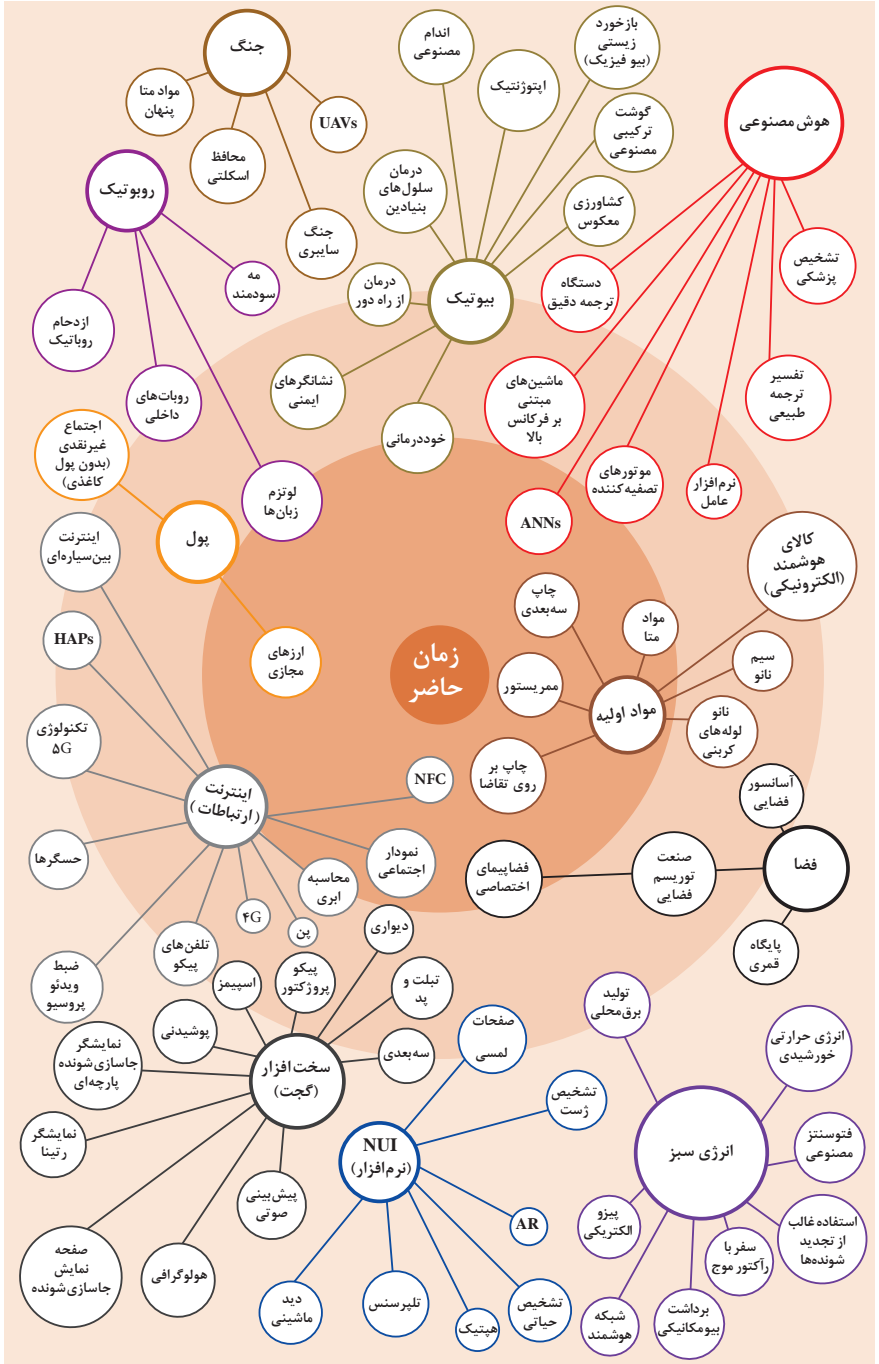 جنگ
مواد متا
پنهان
محافظ
اسکلتی
UAVs
جنگ
سایبری
روبوتیک
مه
سودمند
ازدحام
روباتیک
روبات‌های
داخلی
لوتزم
زبان‌ها
اندام
مصنوعی
بازخورد
زیستی
(بیو فیزیک)
اپتوژنتیک
گوشت
ترکیبی
مصنوعی
درمان
سلول‌های
بنیادین
کشاورزی
معکوس
بیوتیک
درمان
از راه دور
نشانگرهای
ایمنی
خوددرمانی
هوش مصنوعی
تشخیص
پزشکی
دستگاه
ترجمه دقیق
تفسیر
ترجمه
طبیعی
ماشین‌های
مبتنی
بر فرکانس
بالا
موتورهای
تصفیه‌کننده
نرم‌افزار
عامل
ANNs
اجتماع
غیرنقدی
(بدون پول
کاغذی)
پول
ارزهای
مجازی
زمان
حاضر
کالای
هوشمند
(الکترونیکی)
چاپ
سه‌بعدی
مواد
متا
سیم
نانو
ممریستور
مواد اولیه
نانو
لوله‌های
کربنی
چاپ بر
روی تقاضا
اینترنت
بین‌سیاره‌ای
HAPs
تکنولوژی
۵G
اینترنت
(ارتباطات)
NFC
حسگرها
نمودار
اجتماعی
محاسبه
ابری
۴G
پن
تلفن‌های
پیکو
ضبط
ویدئو
پروسیو
آسانسور
فضایی
فضا
صنعت
توریسم
فضایی
فضاپیمای
اختصاصی
پایگاه
قمری
دیواری
پیکو
پروژکتور
اسپیمز
تبلت و
پد
پوشیدنی
سه‌بعدی
سخت‌افزار
(گجت)
نمایشگر
جاسازی‌شونده
پارچه‌ای
نمایشگر
رتینا
پیش‌بینی
صوتی
صفحه
نمایش
جاسازی‌شونده
هولوگرافی
صفحات
لمسی
تشخیص
ژست
NUI
(نرم‌افزار)
AR
دید
ماشینی
تلپرسنس
هپتیک
تشخیص
حیاتی
تولید
برق‌محلی
انرژی حرارتی
خورشیدی
انرژی سبز
فتوسنتز
مصنوعی
پیزو
الکتریکی
استفاده غالب
از تجدید
شونده‌ها
سفر با
رآکتور موج
برداشت
بیومکانیکی
شبکه
هوشمند